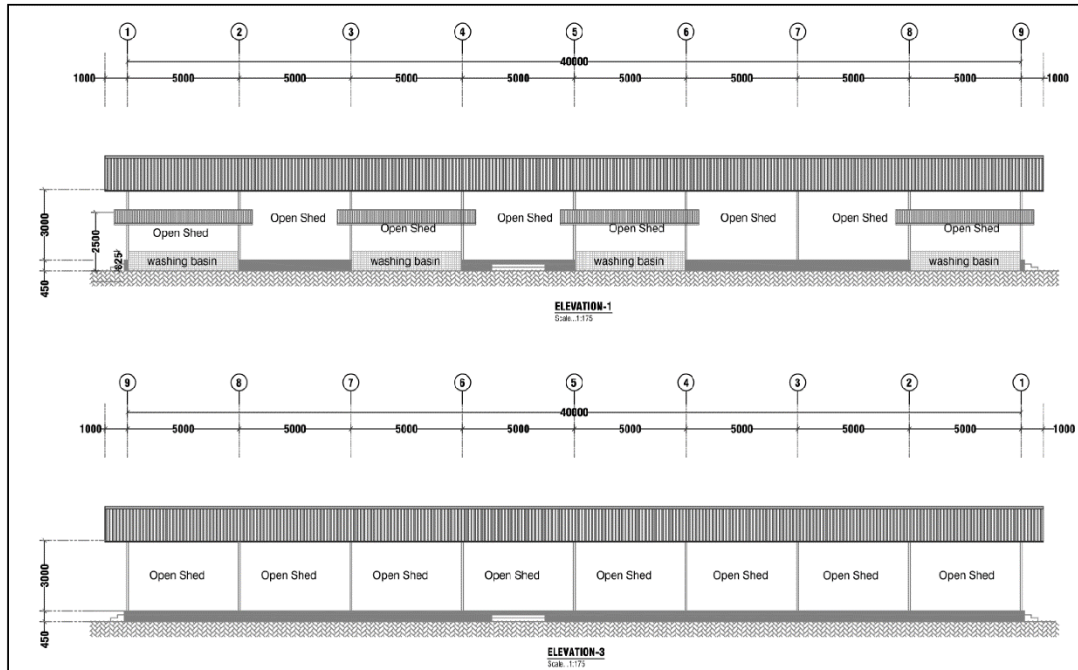 1 2 3 4 5 6 7 8 9
40000
1000 5000 5000 5000 5000 5000 5000 5000 5000 1000
3000
2500
825
450
Open Shed Open Shed Open Shed Open Shed
Open Shed Open Shed Open Shed Open Shed
washing basin washing basin washing basin washing basin
ELEVATION-1
Scale..1:175
9 8 7 6 5 4 3 2 1
40000
1000 5000 5000 5000 5000 5000 5000 5000 5000 1000
3000
Open Shed Open Shed Open Shed Open Shed Open Shed Open Shed Open Shed Open Shed
450
ELEVATION-3
Scale..1:175